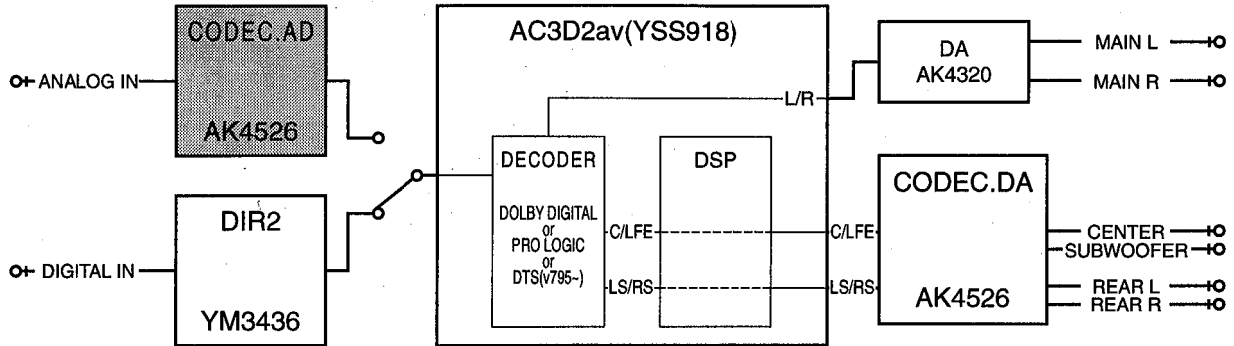 CODEC.AD
AK4526
ANALOG IN
DIR2
YM3436
DIGITAL IN
AC3D2av(YSS918)
L/R
DECODER
DOLBY DIGITAL
or
PRO LOGIC
or
DTS(v795~)
DSP
C/LFE
C/LFE
LS/RS
LS/RS
DA
AK4320
MAIN L
MAIN R
CODEC.DA
AK4526
CENTER
SUBWOOFER
REAR L
REAR R